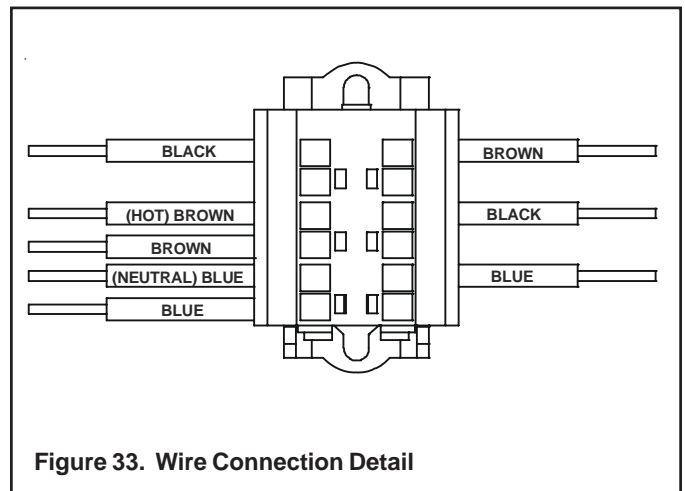 BLACK
BROWN
(HOT) BROWN
BLACK
BROWN
(NEUTRAL) BLUE
BLUE
BLUE
Figure 33. Wire Connection Detail